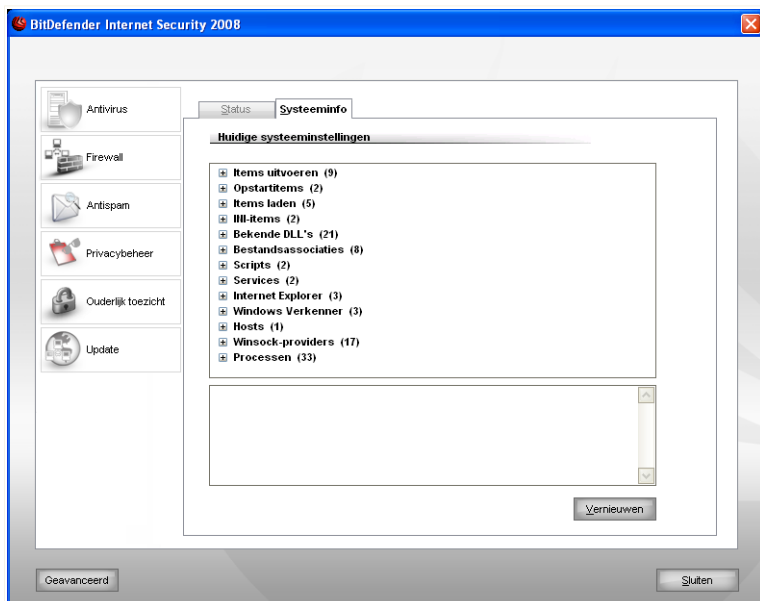 BitDefender Internet Security 2008
Antivirus
Firewall
Antispam
Privacybeheer
Ouderlijk toezicht
Update
Status
Systeeminfo
Huidige systeeminstellingen
Items uitvoeren (9)
Opstartitems (2)
Items laden (5)
INI-items (2)
Bekende DLL's (21)
Bestandsassociaties (8)
Scripts (2)
Services (2)
Internet Explorer (3)
Windows Verkenner (3)
Hosts (1)
Winsock-providers (17)
Processen (33)
Vernieuwen
Geavanceerd
Sluiten